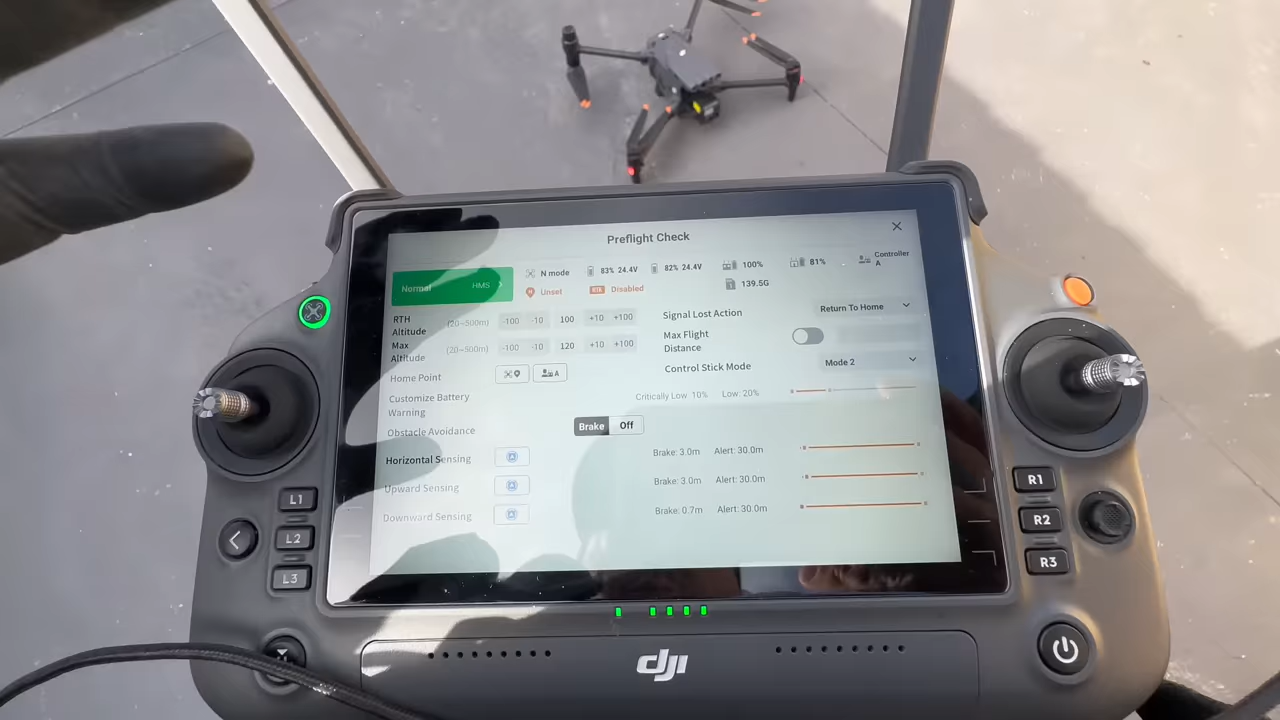 Preflight Check
Normal HMS N mode 83% 24.4V 82% 24.4V 100% 81% Controller A
Unset RTK Disabled 139.5G
RTH Altitude (20~500m) -100 -10 100 +10 +100 Signal Lost Action Return To Home
Max Altitude (20~500m) -100 -10 120 +10 +100 Max Flight Distance
Home Point A Control Stick Mode Mode 2
Customize Battery Warning Critically Low 10% Low: 20%
Obstacle Avoidance Brake Off
Horizontal Sensing Brake: 3.0m Alert: 30.0m
Upward Sensing Brake: 3.0m Alert: 30.0m
Downward Sensing Brake: 0.7m Alert: 30.0m
L1
L2
L3
R1
R2
R3
dji